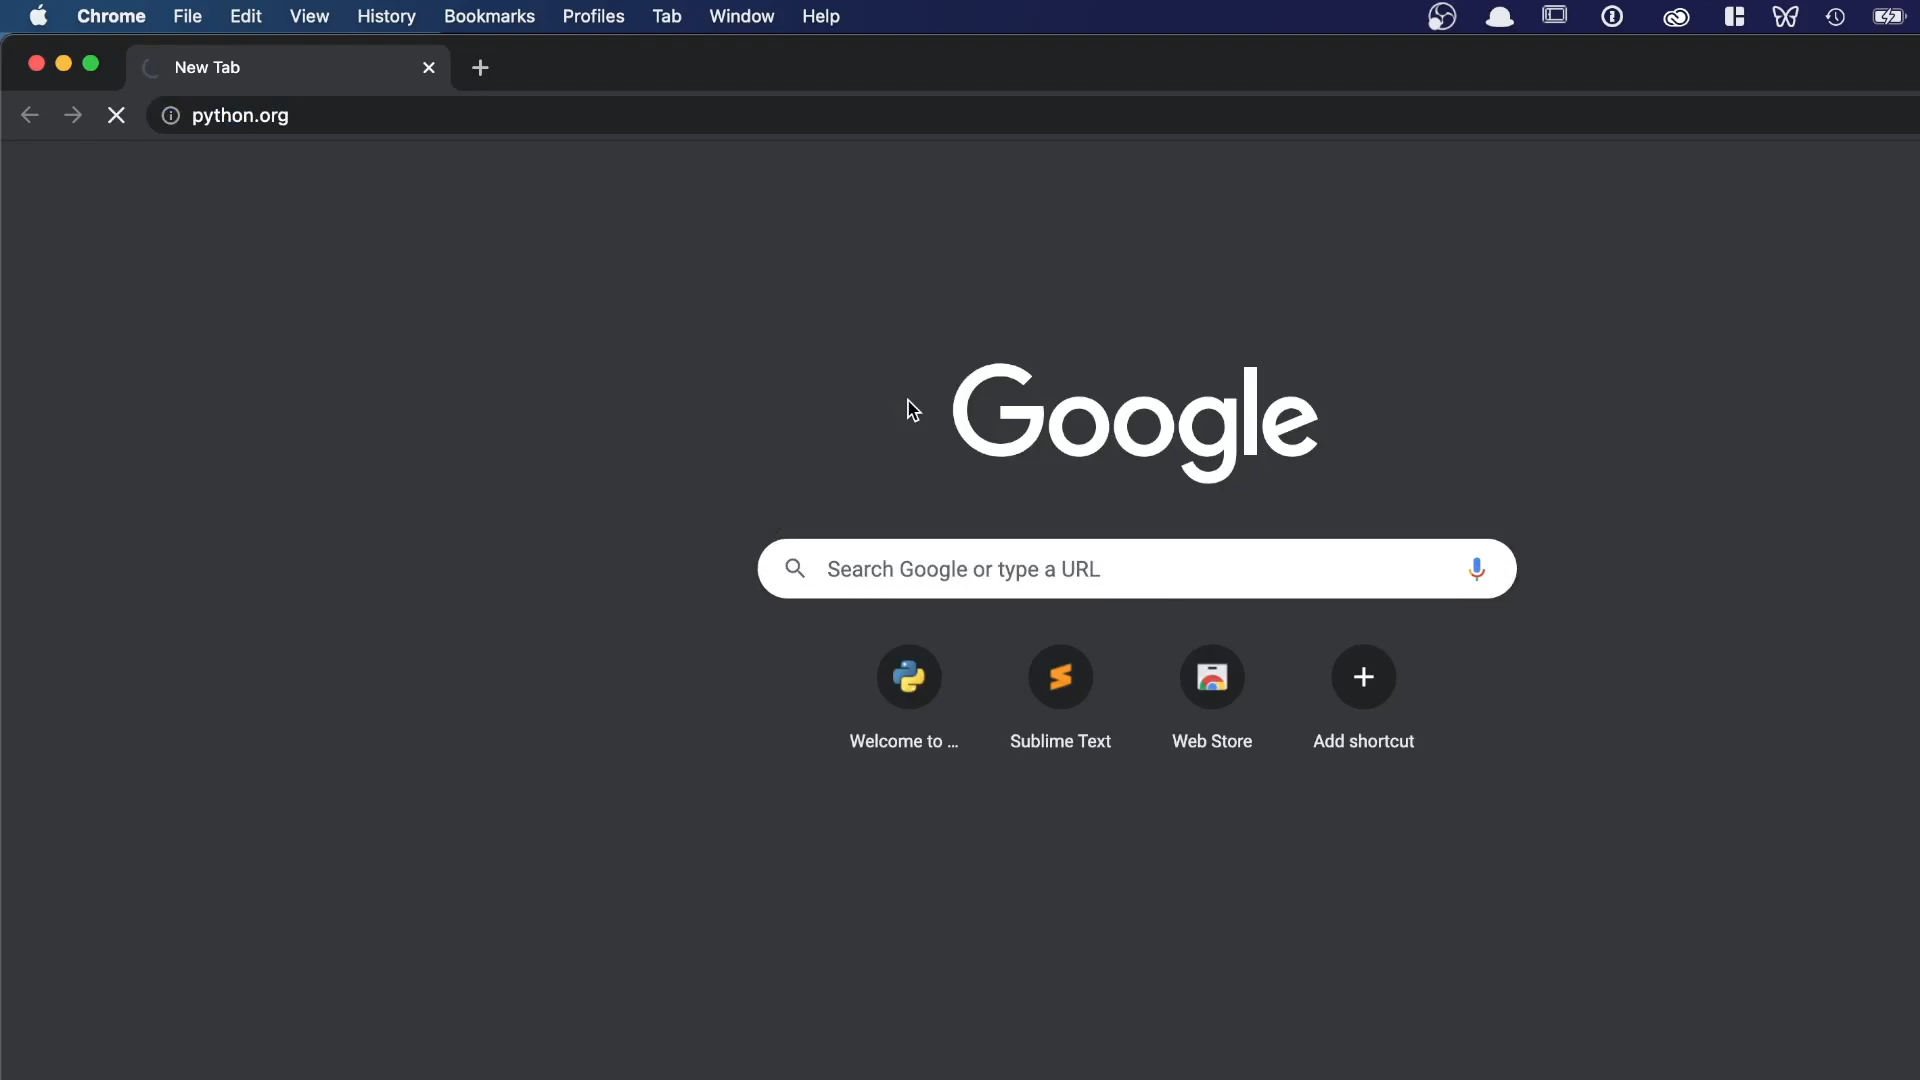 Chrome File Edit View History Bookmarks Profiles Tab Window Help
New Tab
python.org
Google
Search Google or type a URL
Welcome to ... Sublime Text Web Store Add shortcut